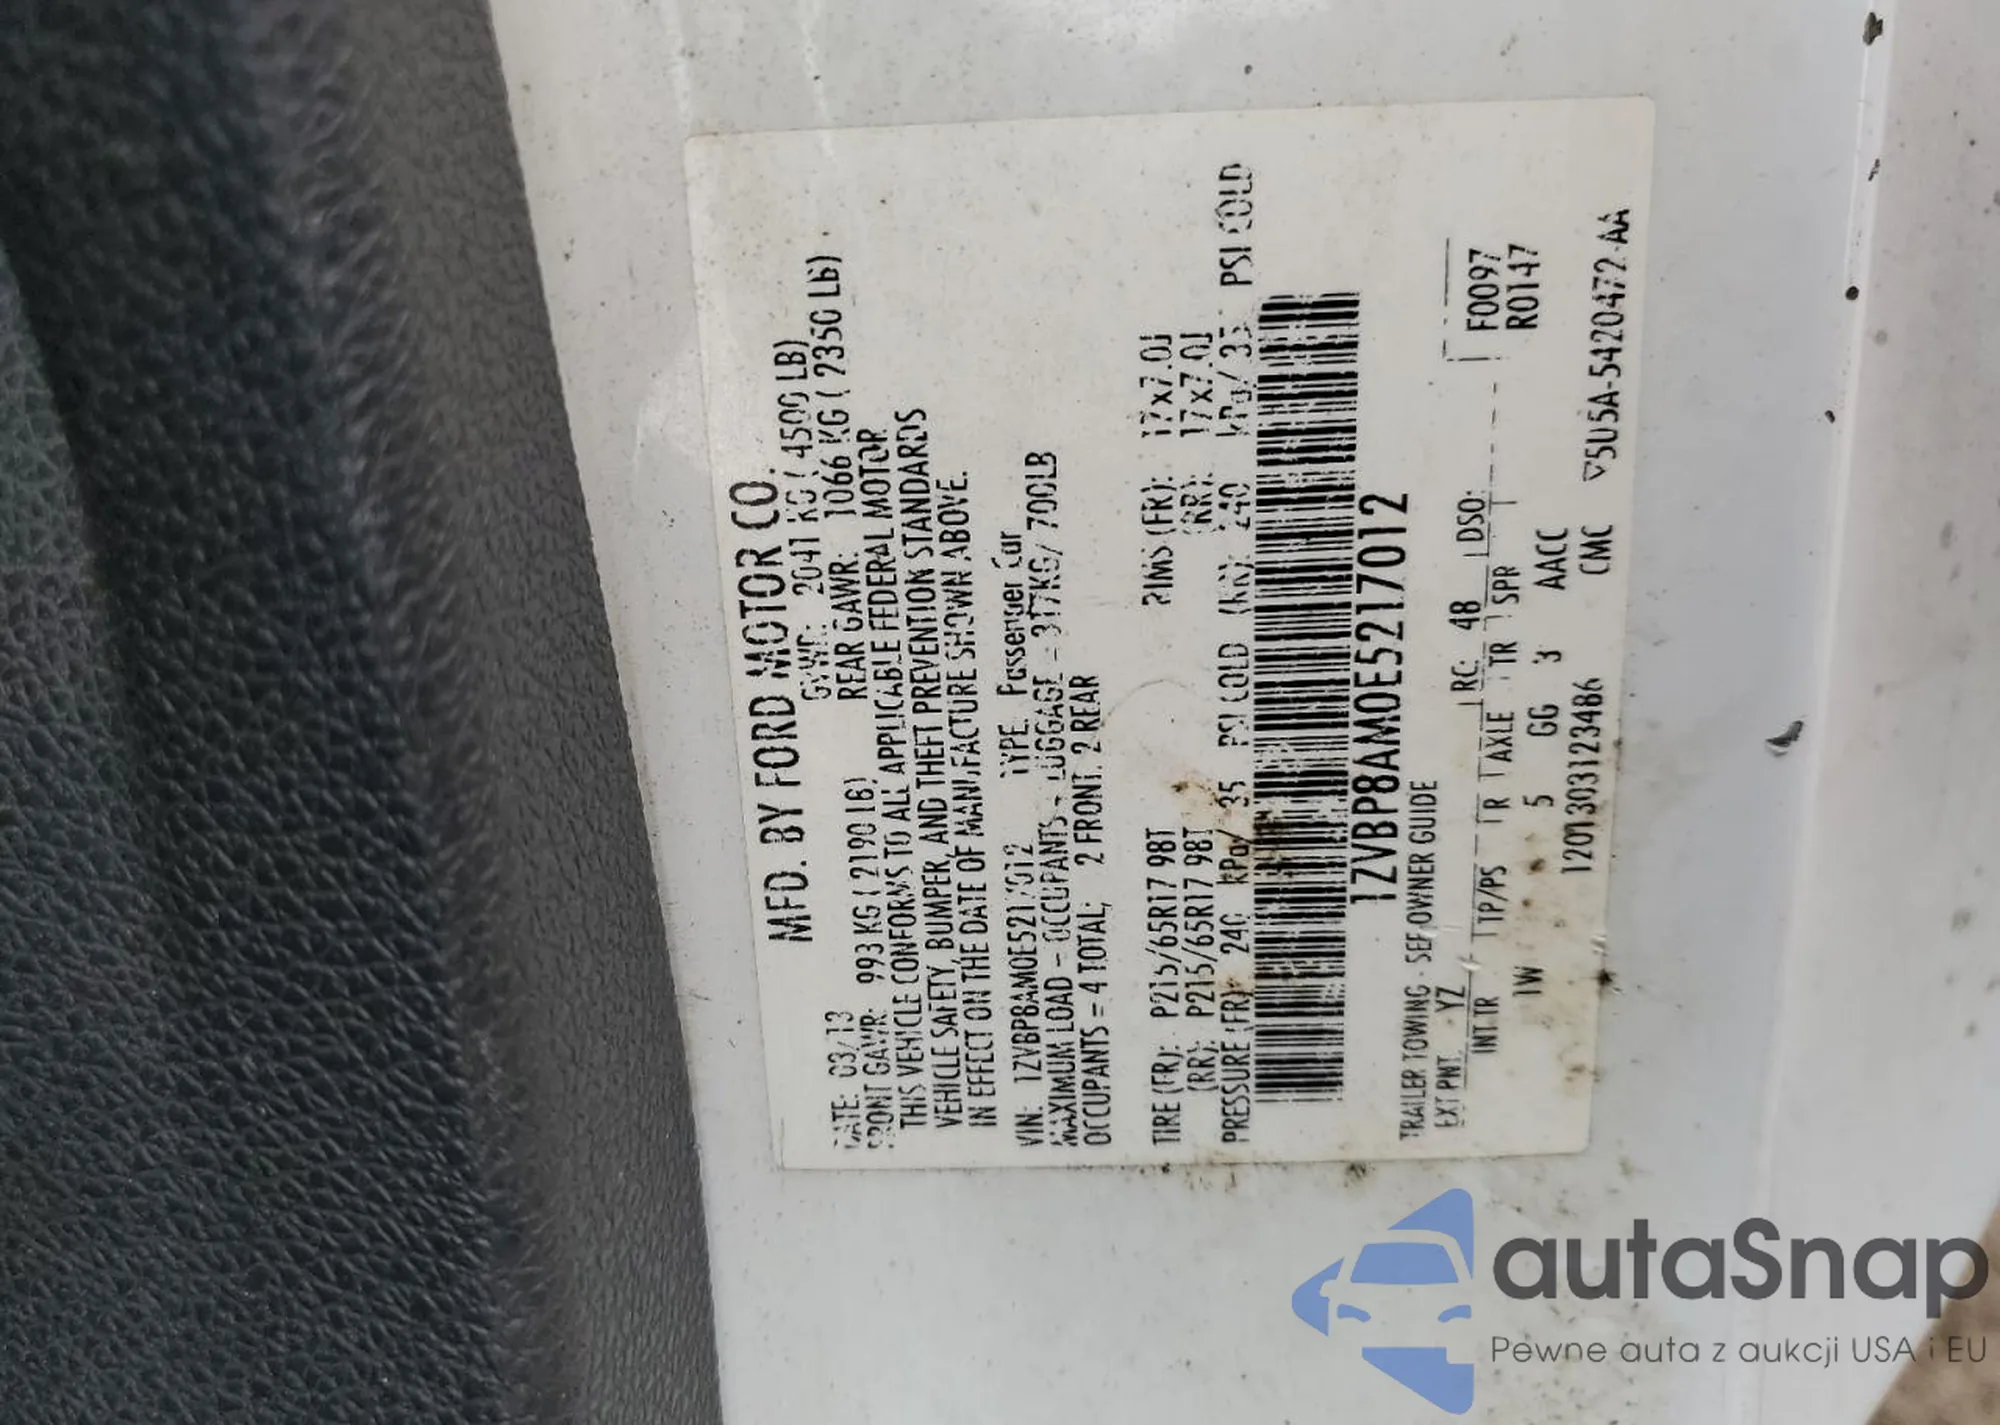 MFD. BY FORD MOTOR CO.
DATE: 03/13 GVWR: 2041 KG ( 4500 LB)
FRONT GAWR: 993 KG ( 2190 LB) REAR GAWR: 1066 KG ( 2350 LB)
THIS VEHICLE CONFORMS TO ALL APPLICABLE FEDERAL MOTOR
VEHICLE SAFETY, BUMPER, AND THEFT PREVENTION STANDARDS
IN EFFECT ON THE DATE OF MANUFACTURE SHOWN ABOVE.
VIN: 1ZVBP8AM0E5217012 TYPE: Passenger Car
MAXIMUM LOAD - OCCUPANTS - LUGGAGE - 317KG/ 700LB
OCCUPANTS = 4 TOTAL; 2 FRONT, 2 REAR
TIRE (FR): P215/65R17 98T RIMS (FR): 17x7.0J
(RR): P215/65R17 98T (RR): 17x7.0J
PRESSURE (FR): 240 kPa/ 35 PSI COLD (RR): 240 kPa/ 35 PSI COLD
1ZVBP8AM0E5217012
TRAILER TOWING - SEE OWNER GUIDE
EXT PNT: YZ RC: 48 DSO:
INT TR TP/PS R AXLE TR SPR F0097
1W 5 GG 3 AACC R0147
12013031234B6 CMC
▽5U5A-5420472-AA
autaSnap
Pewne auta z aukcji USA i EU